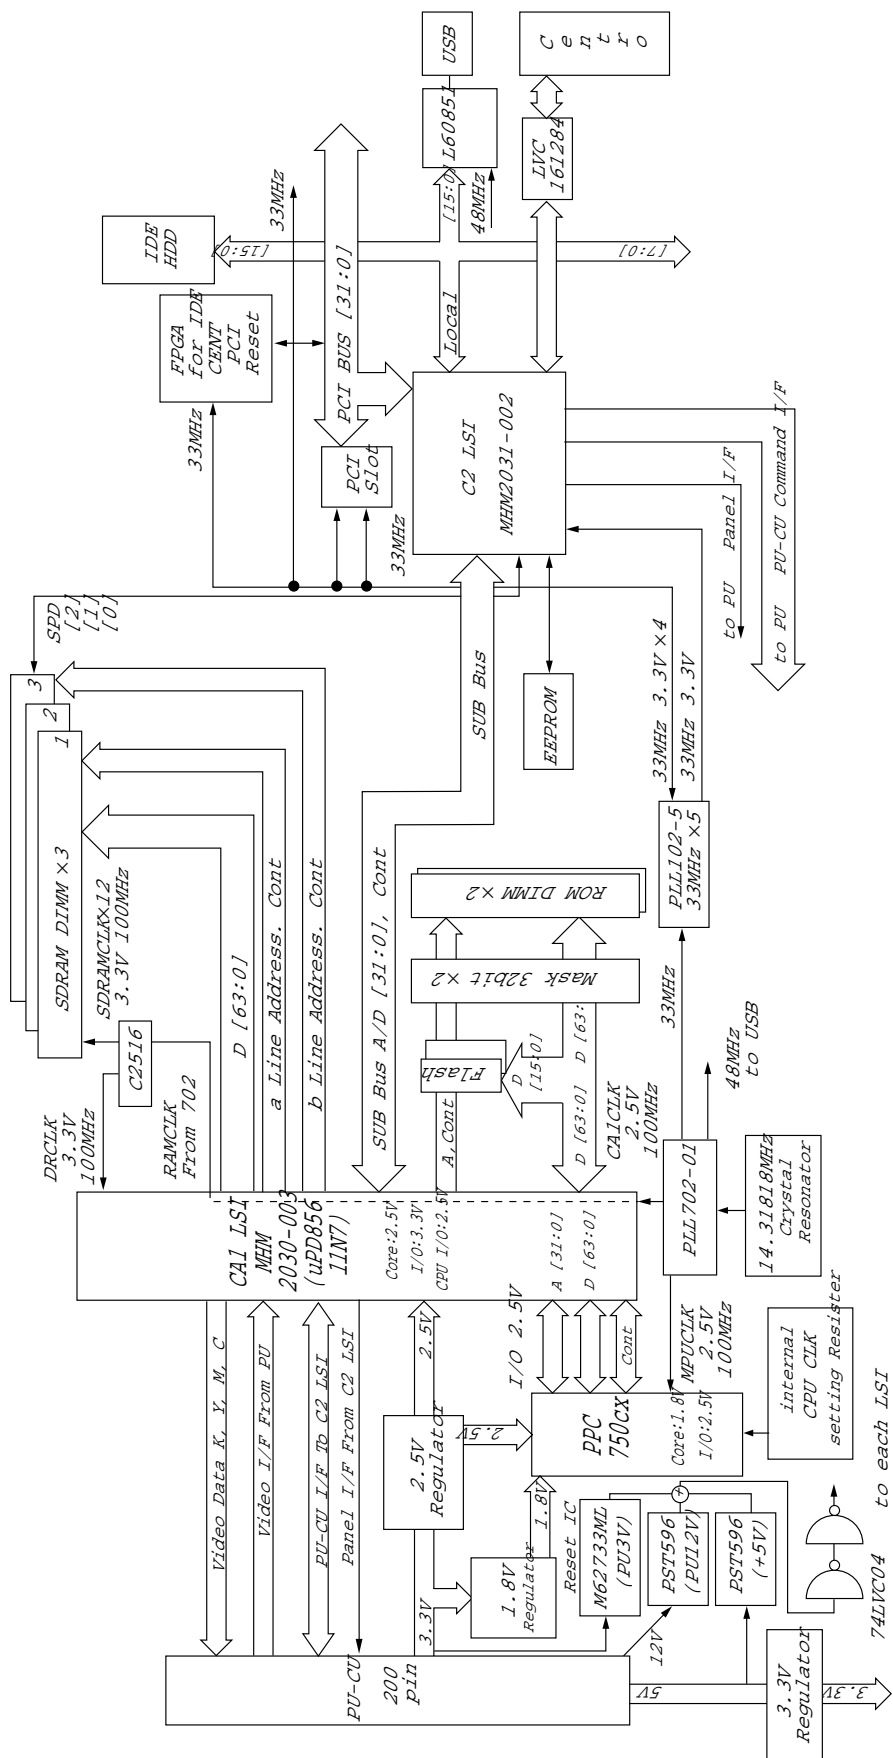 USB
C e n t r o
L60851
LVC
161284
[15:0]
48MHz
33MHz
IDE
HDD
[15:0]
[7:0]
FPGA
for IDE
CENT
PCI
Reset
PCI BUS [31:0]
Local
33MHz
PCI
Slot
33MHz
C2 LSI
MHM2031-002
to PU Panel I/F
to PU PU-CU Command I/F
SPD
[2]
[1]
[0]
3
2
1
SDRAM DIMM ×3
SUB Bus
EEPROM
33MHz 3.3V ×4
33MHz 3.3V
PLL102-5
33MHz ×5
SDRAMCLK×12
3.3V 100MHz
C2516
DRCLK
3.3V
100MHz
RAMCLK
From 702
D [63:0]
a Line Address. Cont
b Line Address. Cont
SUB Bus A/D [31:0], Cont
ROM DIMM ×2
Mask 32bit ×2
Flash
D
[15:0]
D [63:
D [63:0]
A,Cont
CA1CLK
2.5V
100MHz
33MHz
48MHz
to USB
CA1 LSI
MHM
2030-003
(uPD856
11N7)
Core:2.5V
I/O:3.3V
CPU I/O:2.5V
A [31:0]
D [63:0]
PLL702-01
14.31818MHz
Crystal
Resonator
Video Data K, Y, M, C
Video I/F From PU
PU-CU I/F To C2 LSI
Panel I/F From C2 LSI
2.5V
I/O 2.5V
Cont
MPUCLK
2.5V
100MHz
internal
CPU CLK
setting Resister
2.5V
Regulator
2.5V
PPC
750CX
Core:1.8V
I/O:2.5V
1.8V
1.8V
Regulator
3.3V
Reset IC
M62733ML
(PU3V)
+
PST596
(PU12V)
PST596
(+5V)
74LVC04
to each LSI
PU-CU
200
pin
12V
5V
3.3V
Regulator
3.3V